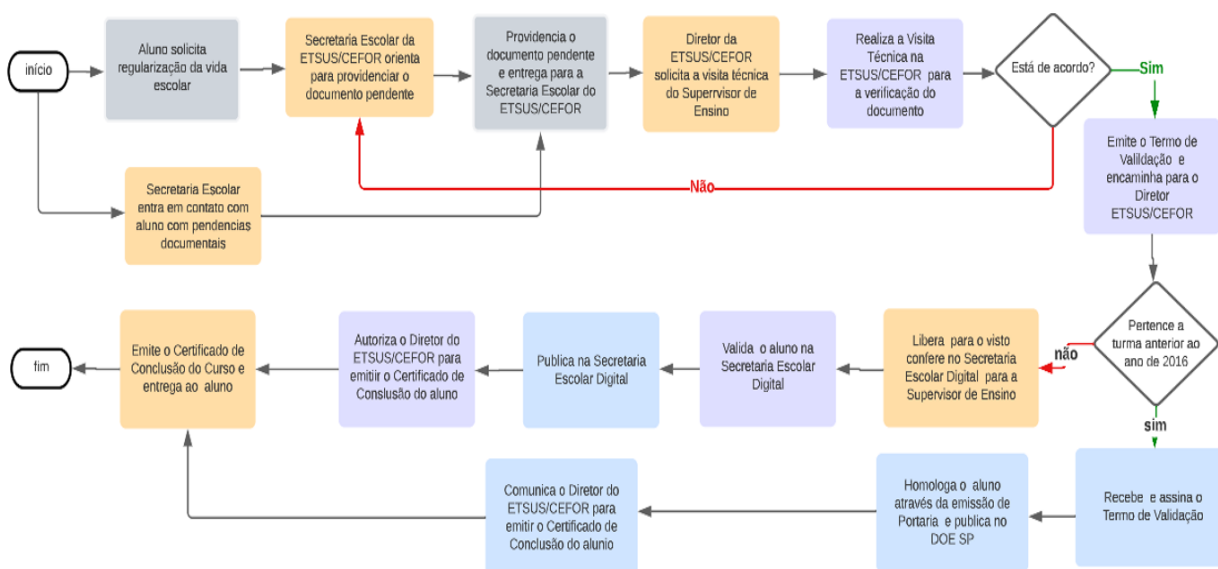 início
Aluno solicita
regularização da vida
escolar
Secretaria Escolar da
ETSUS/CEFOR orienta
para providenciar o
documento pendente
Providencia o
documento pendente
e entrega para a
Secretaria Escolar do
ETSUS/CEFOR
Diretor da
ETSUS/CEFOR
solicita a visita técnica
do Supervisor de
Ensino
Realiza a Visita
Técnica na
ETSUS/CEFOR para
a verificação do
documento
Está de acordo?
Sim
Não
Secretaria Escolar
entra em contato com
aluno com pendencias
documentais
Emite o Termo de
Valildação e
encaminha para o
Diretor
ETSUS/CEFOR
Pertence a
turma anterior ao
ano de 2016
não
sim
Libera para o visto
confere no Secretaria
Escolar Digital para a
Supervisor de Ensino
Valida o aluno na
Secretaria Escolar
Digital
Publica na Secretaria
Escolar Digital
Autoriza o Diretor do
ETSUS/CEFOR para
emitiir o Certificado de
Conslusão do aluno
Emite o Certificado de
Conclusão do Curso e
entrega ao aluno
fim
Recebe e assina o
Termo de Validação
Homologa o aluno
através da emissão de
Portaria e publica no
DOE SP
Comunica o Diretor do
ETSUS/CEFOR para
emitir o Certificado de
Conclusão do alunio